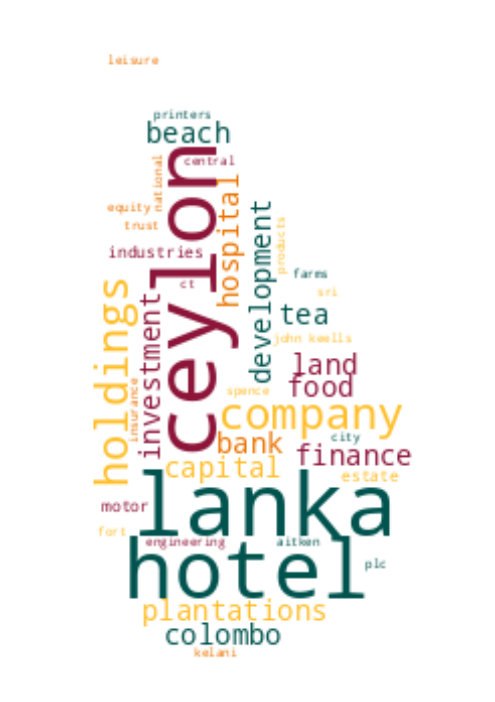 leisure
printers
beach
central
national
ceylon
hospital
equity
trust
development
products
industries
farms
ct
sri
holdings
investment
tea
john keells
land
food
insurance
spence
company
bank
city
finance
capital
estate
lanka
motor
fort
engineering
aitken
hotel
plc
plantations
colombo
kelani